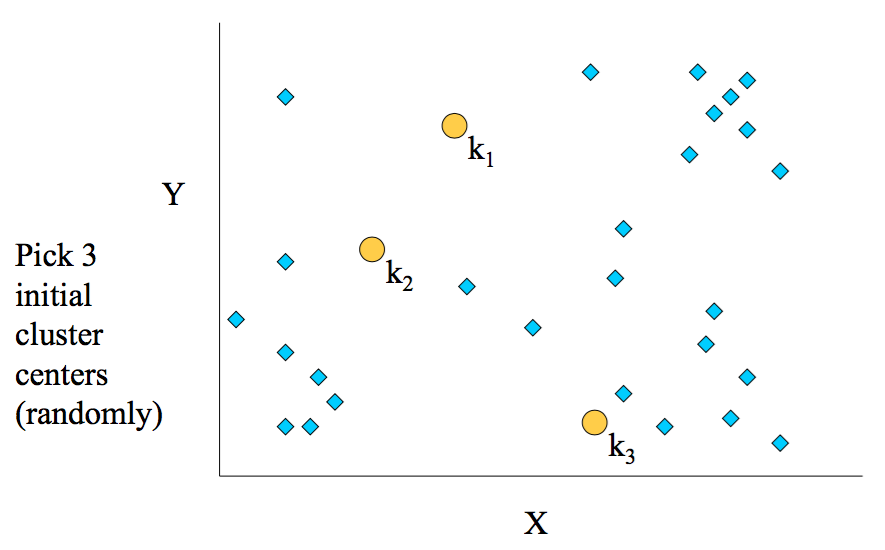 Y
Pick 3
initial
cluster
centers
(randomly)
k₁
k₂
k₃
X